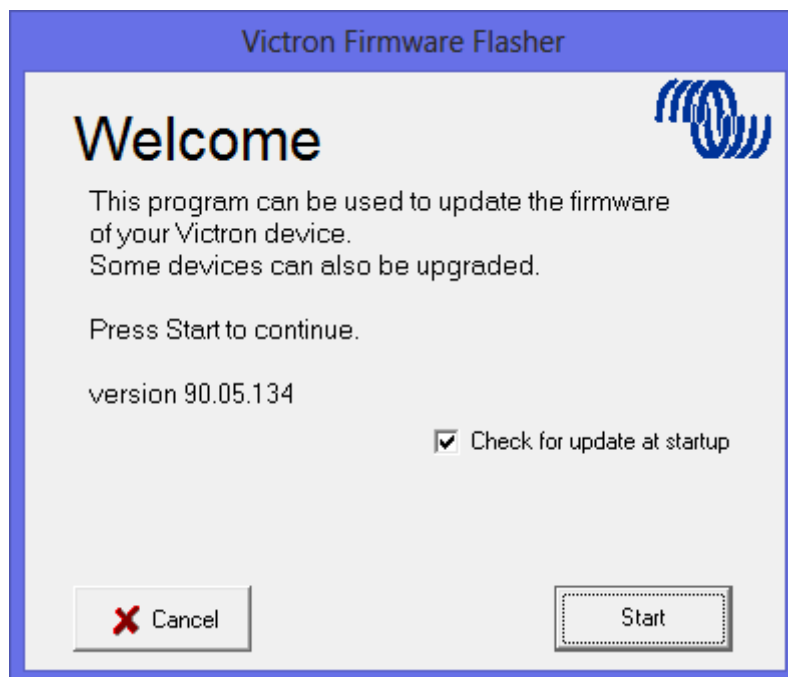 Victron Firmware Flasher
Welcome
This program can be used to update the firmware
of your Victron device.
Some devices can also be upgraded.
Press Start to continue.
version 90.05.134
Check for update at startup
Cancel
Start